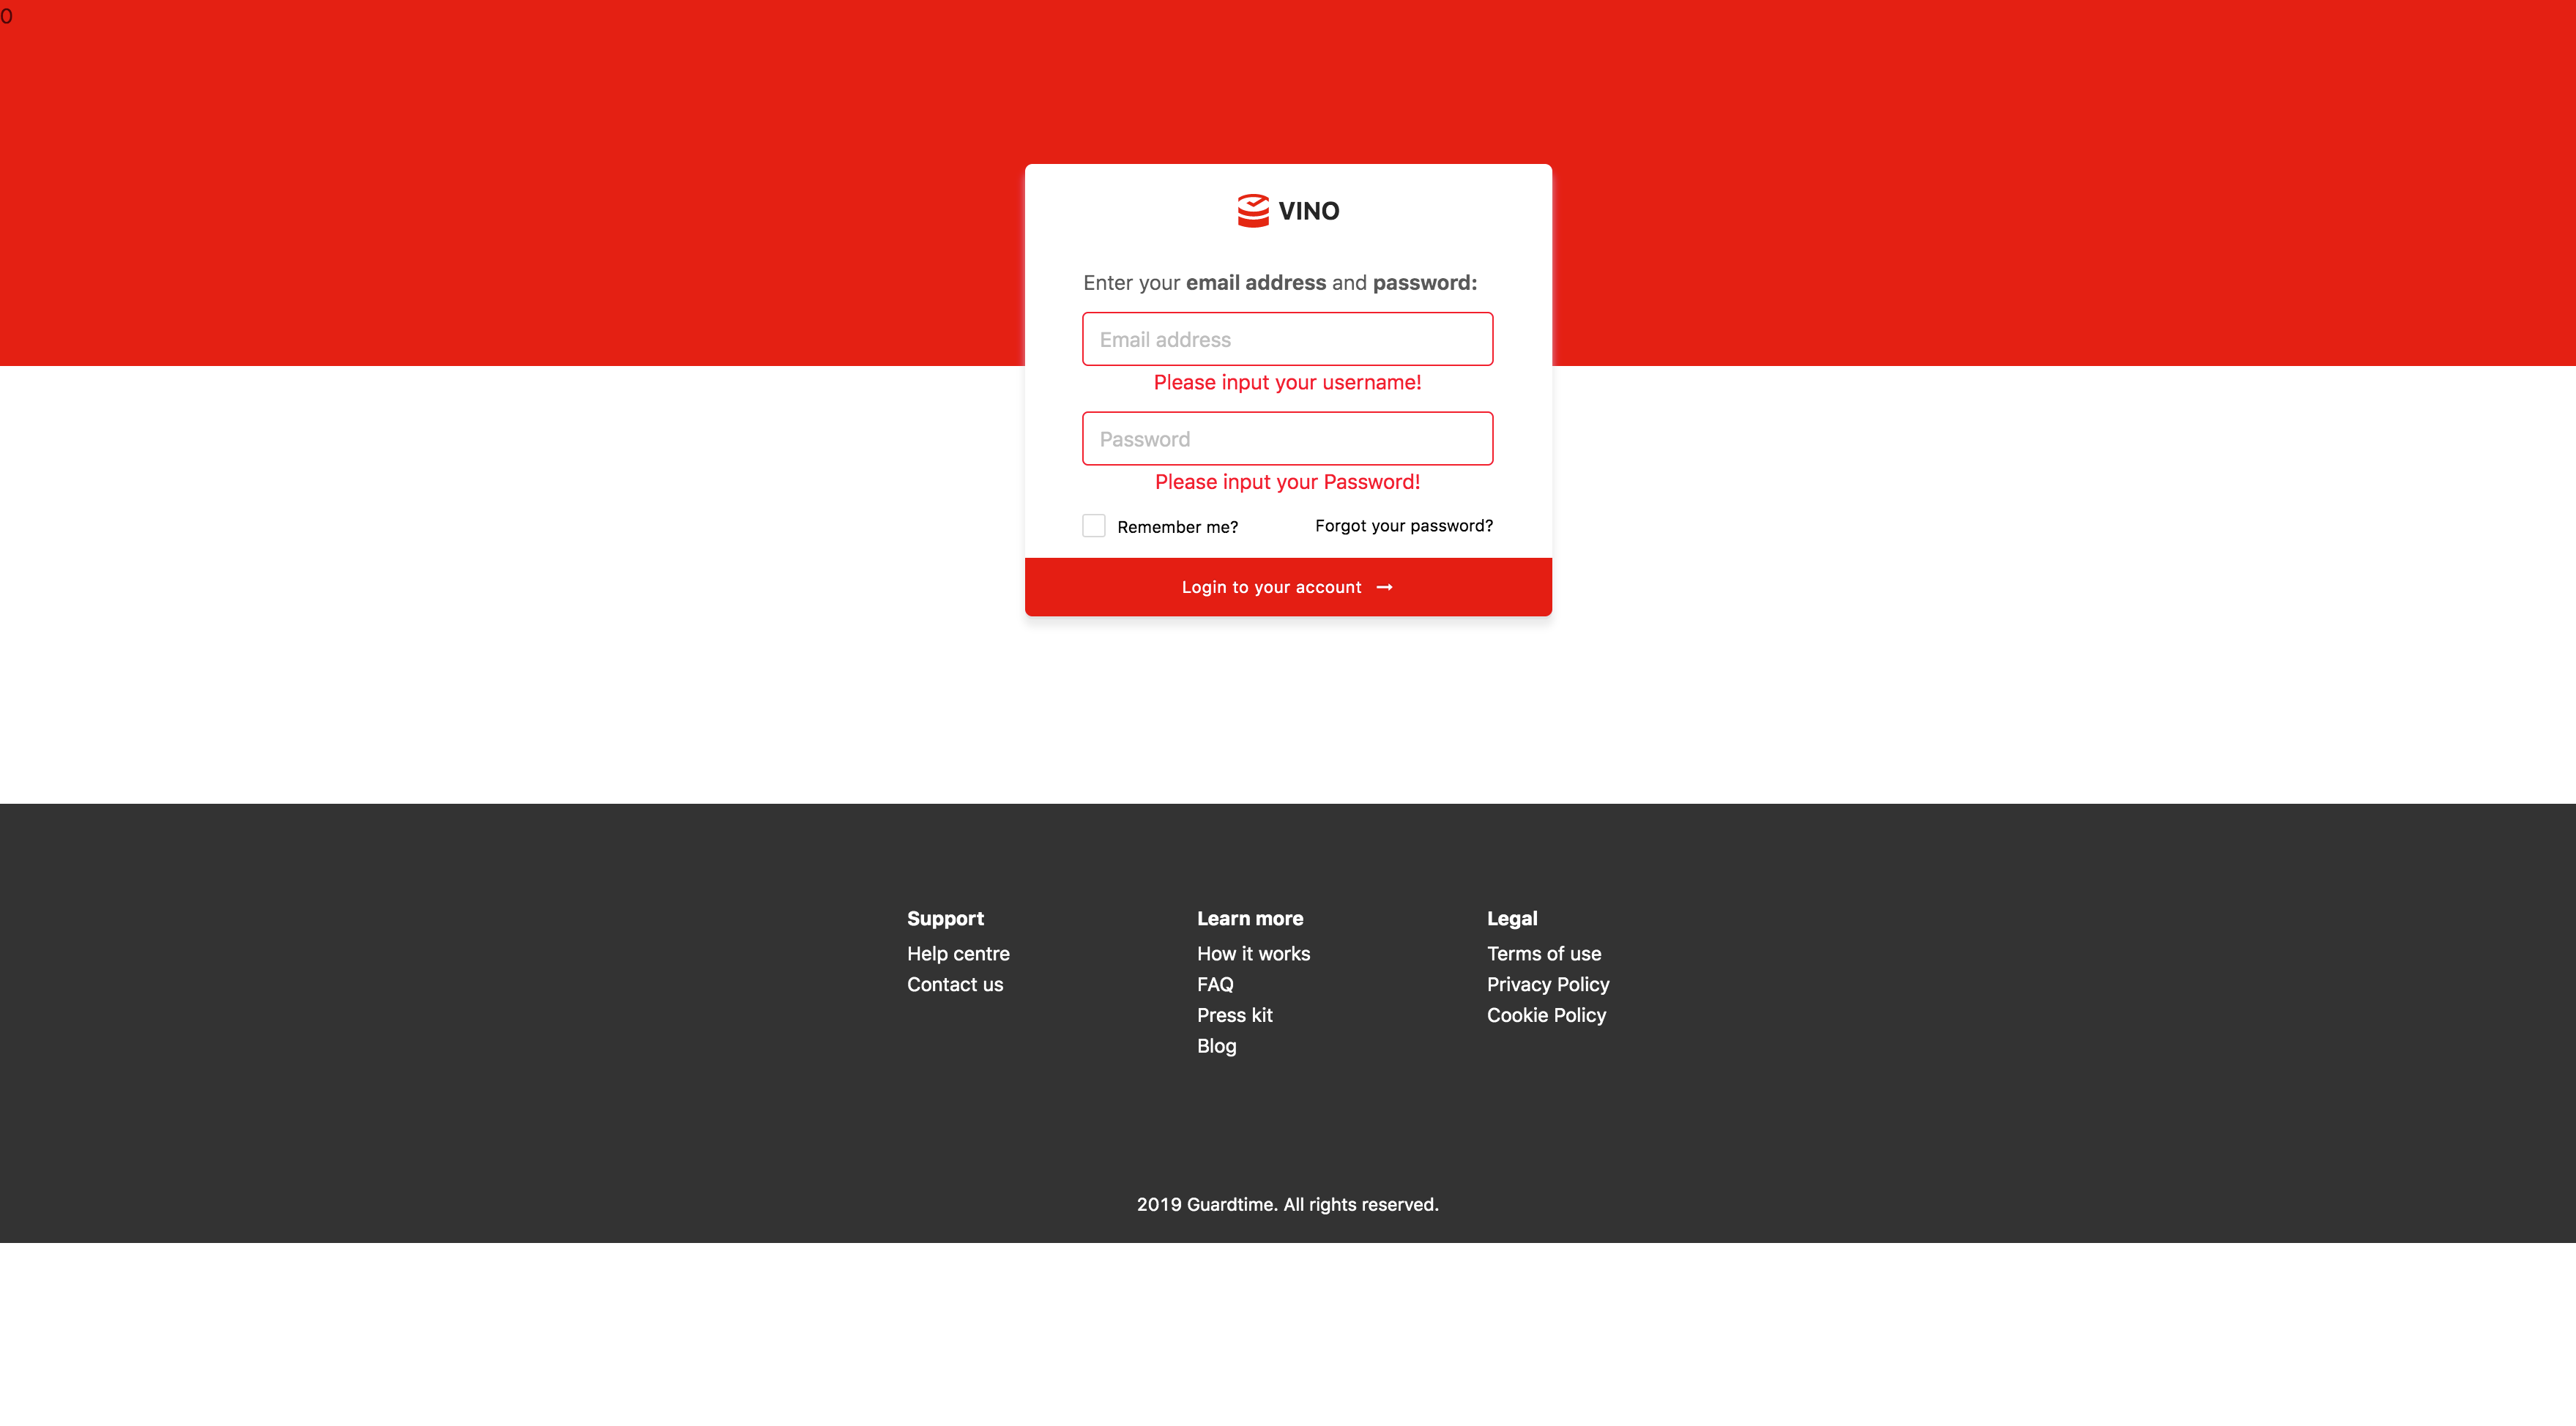 0
VINO
Enter your email address and password:
Email address
Please input your username!
Password
Please input your Password!
Remember me?
Forgot your password?
Login to your account →
Support
Help centre
Contact us
Learn more
How it works
FAQ
Press kit
Blog
Legal
Terms of use
Privacy Policy
Cookie Policy
2019 Guardtime. All rights reserved.